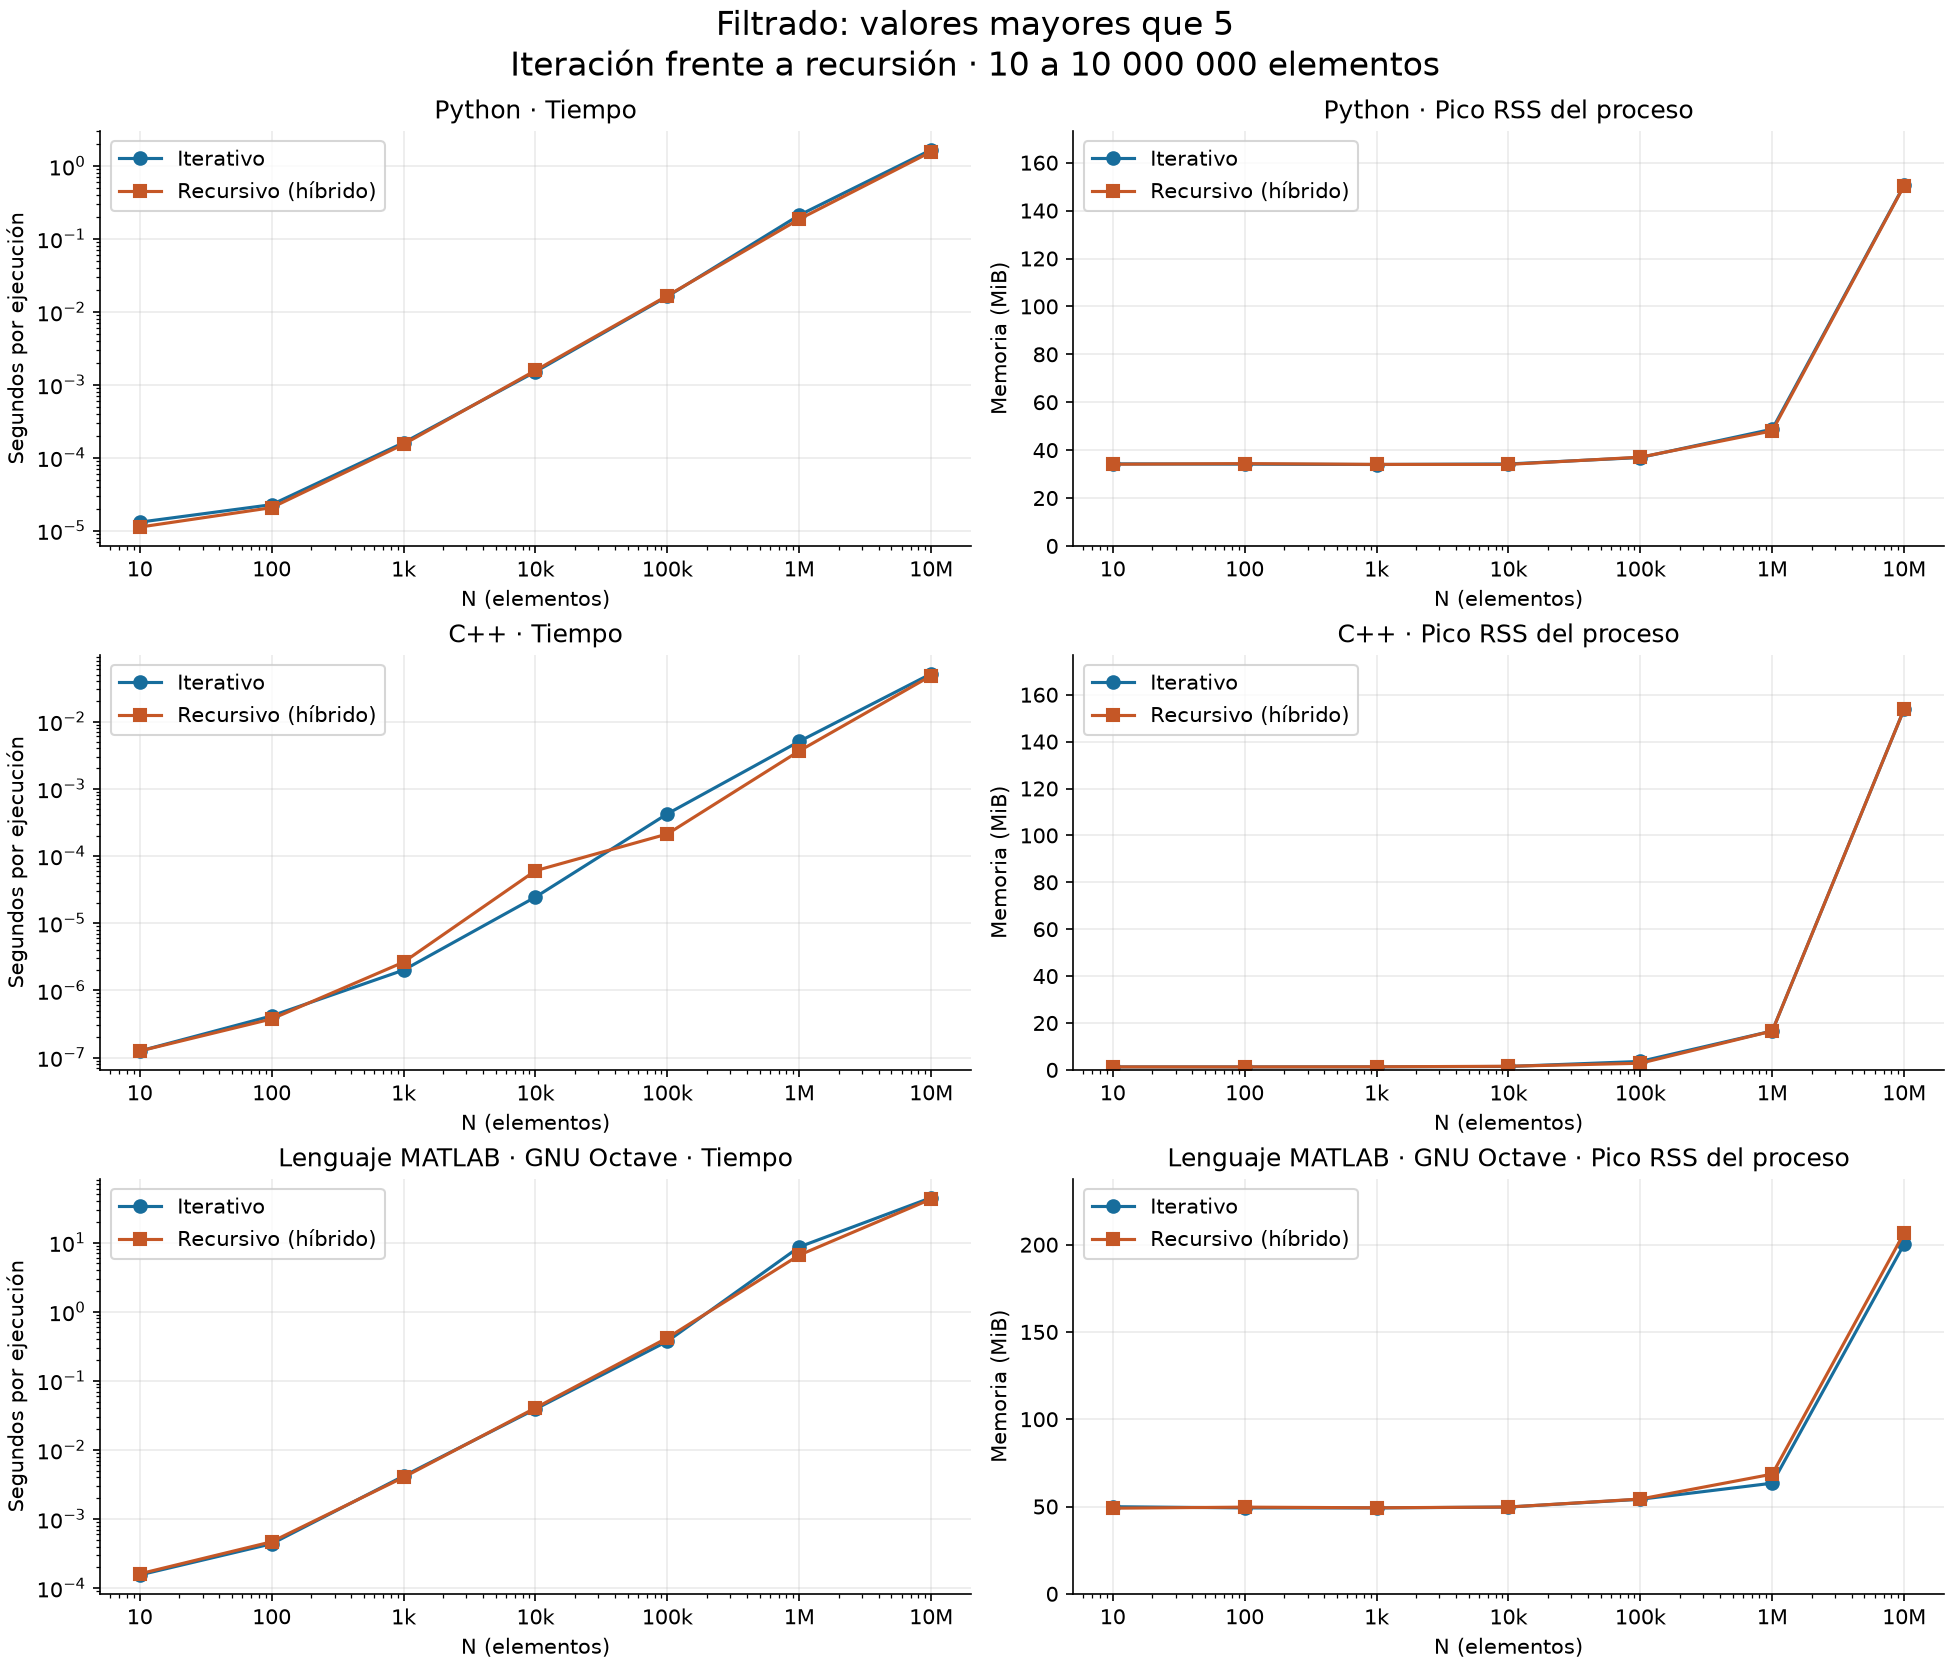 Filtrado: valores mayores que 5
Iteración frente a recursión · 10 a 10 000 000 elementos
Python · Tiempo
Iterativo
Recursivo (híbrido)
Segundos por ejecución
10⁰
10⁻¹
10⁻²
10⁻³
10⁻⁴
10⁻⁵
10 100 1k 10k 100k 1M 10M
N (elementos)
Python · Pico RSS del proceso
Iterativo
Recursivo (híbrido)
Memoria (MiB)
160
140
120
100
80
60
40
20
0
10 100 1k 10k 100k 1M 10M
N (elementos)
C++ · Tiempo
Iterativo
Recursivo (híbrido)
Segundos por ejecución
10⁻²
10⁻³
10⁻⁴
10⁻⁵
10⁻⁶
10⁻⁷
10 100 1k 10k 100k 1M 10M
N (elementos)
C++ · Pico RSS del proceso
Iterativo
Recursivo (híbrido)
Memoria (MiB)
160
140
120
100
80
60
40
20
0
10 100 1k 10k 100k 1M 10M
N (elementos)
Lenguaje MATLAB · GNU Octave · Tiempo
Iterativo
Recursivo (híbrido)
Segundos por ejecución
10¹
10⁰
10⁻¹
10⁻²
10⁻³
10⁻⁴
10 100 1k 10k 100k 1M 10M
N (elementos)
Lenguaje MATLAB · GNU Octave · Pico RSS del proceso
Iterativo
Recursivo (híbrido)
Memoria (MiB)
200
150
100
50
0
10 100 1k 10k 100k 1M 10M
N (elementos)